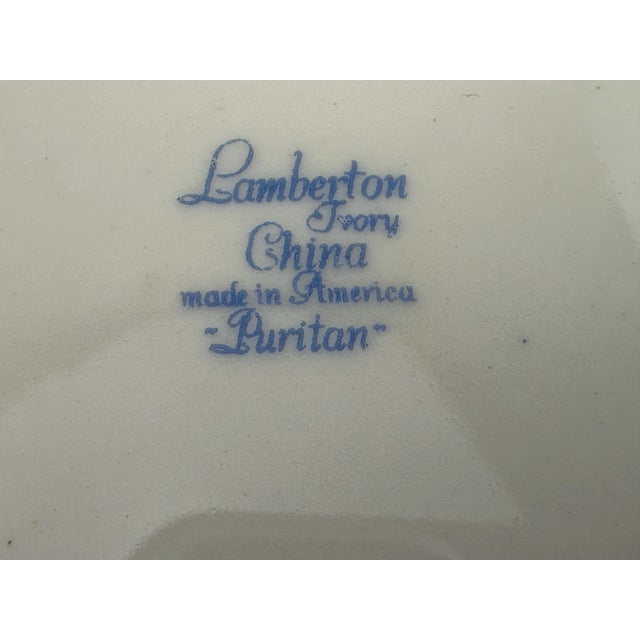 Lamberton
Ivory
China
made in America
"Puritan"